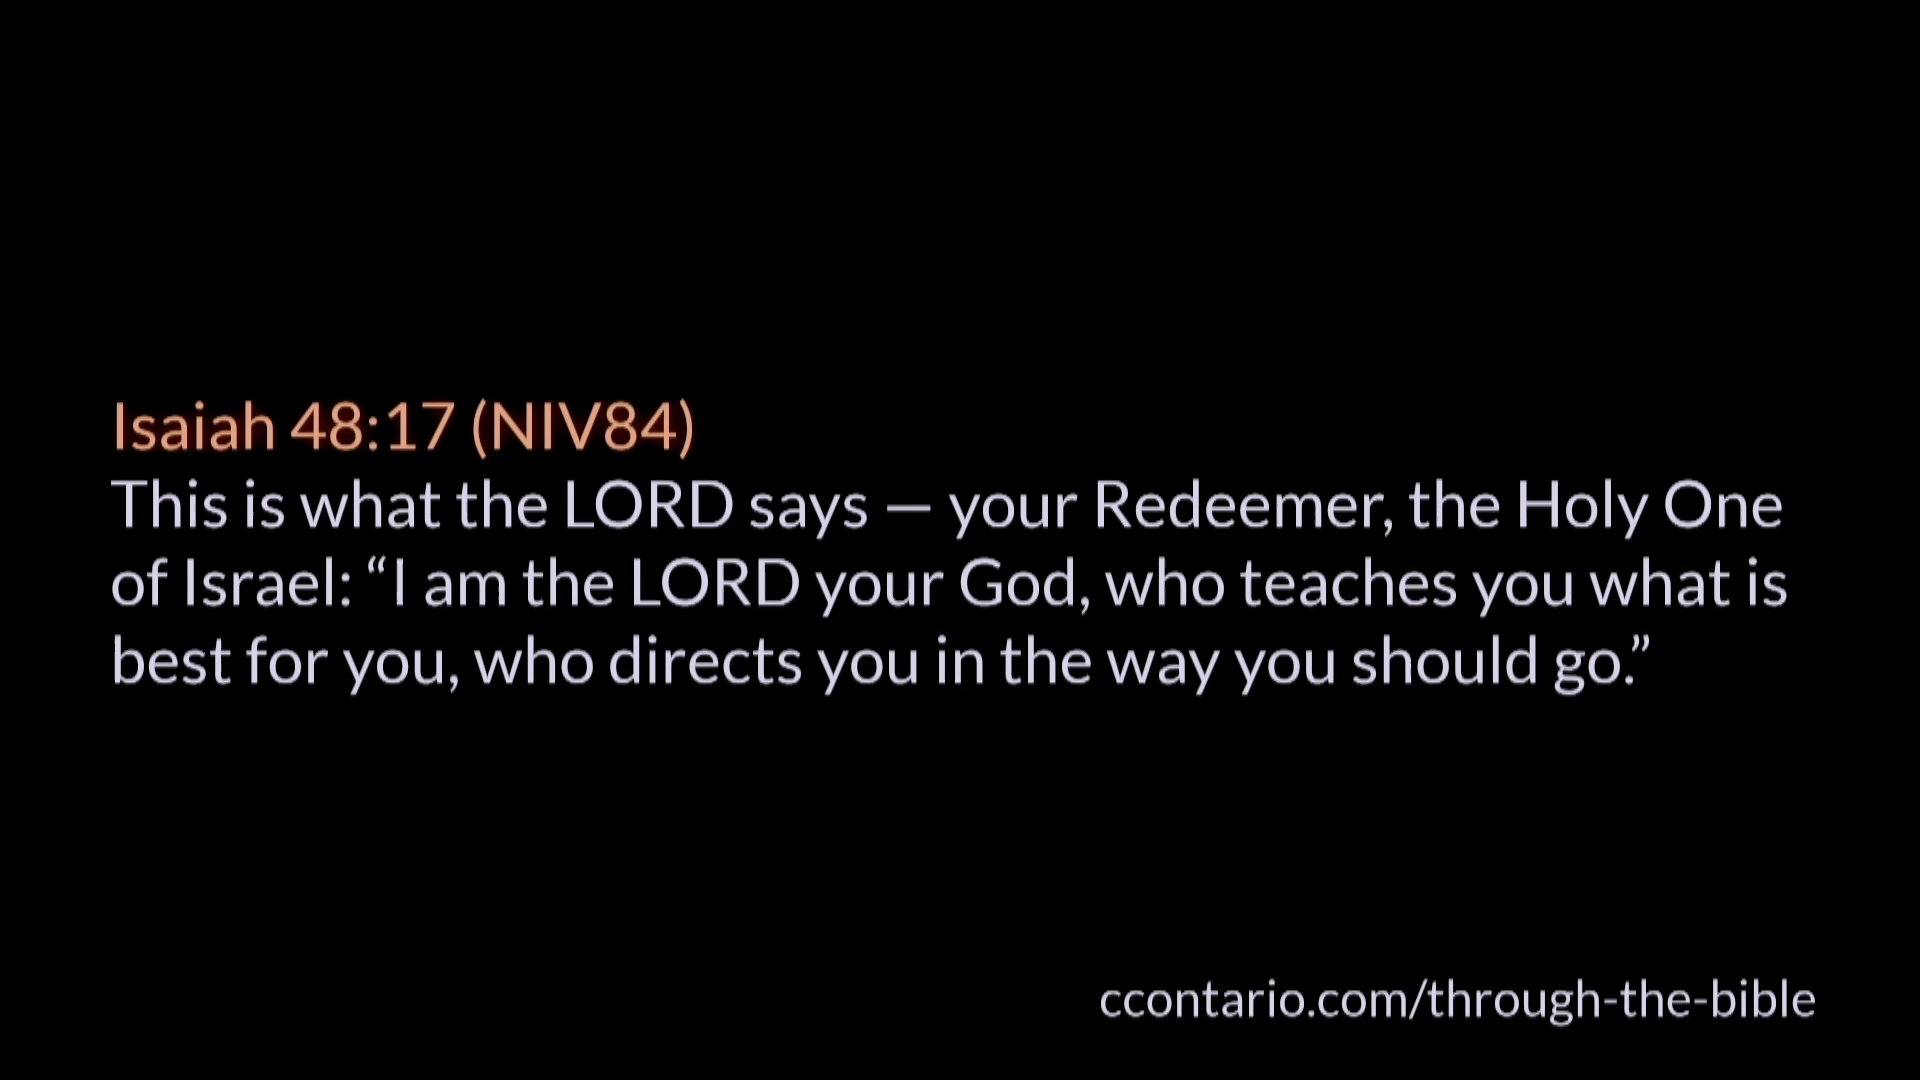 Isaiah 48:17 (NIV84)
This is what the LORD says — your Redeemer, the Holy One
of Israel: “I am the LORD your God, who teaches you what is
best for you, who directs you in the way you should go.”
ccontario.com/through-the-bible